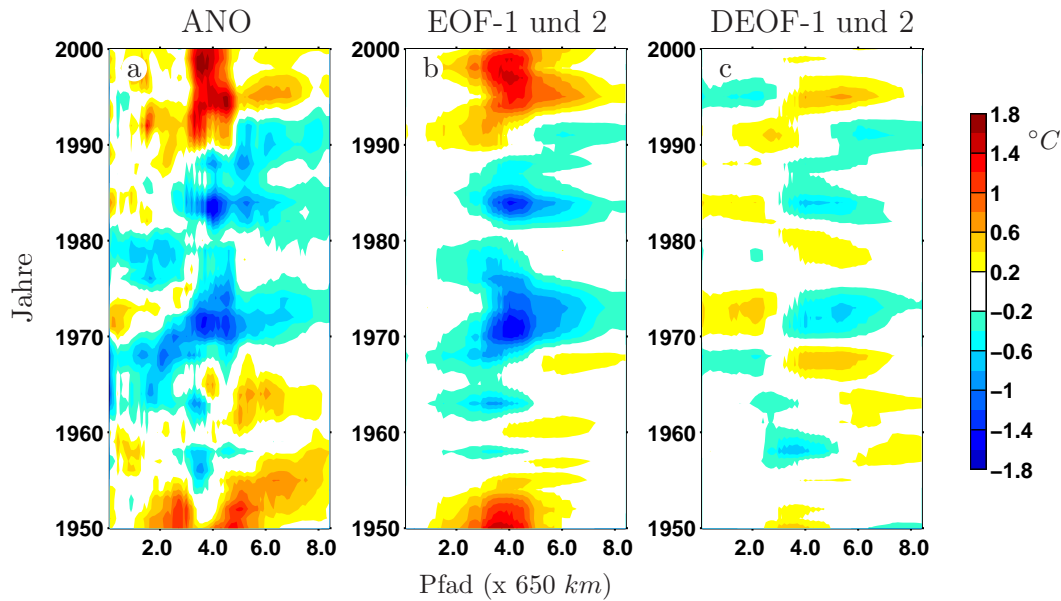 ANO EOF-1 und 2 DEOF-1 und 2
a b c
Jahre
2000 2000 2000
1990 1990 1990
1980 1980 1980
1970 1970 1970
1960 1960 1960
1950 1950 1950
2.0 4.0 6.0 8.0 2.0 4.0 6.0 8.0 2.0 4.0 6.0 8.0
Pfad (x 650 km)
°C
1.8
1.4
1
0.6
0.2
−0.2
−0.6
−1
−1.4
−1.8